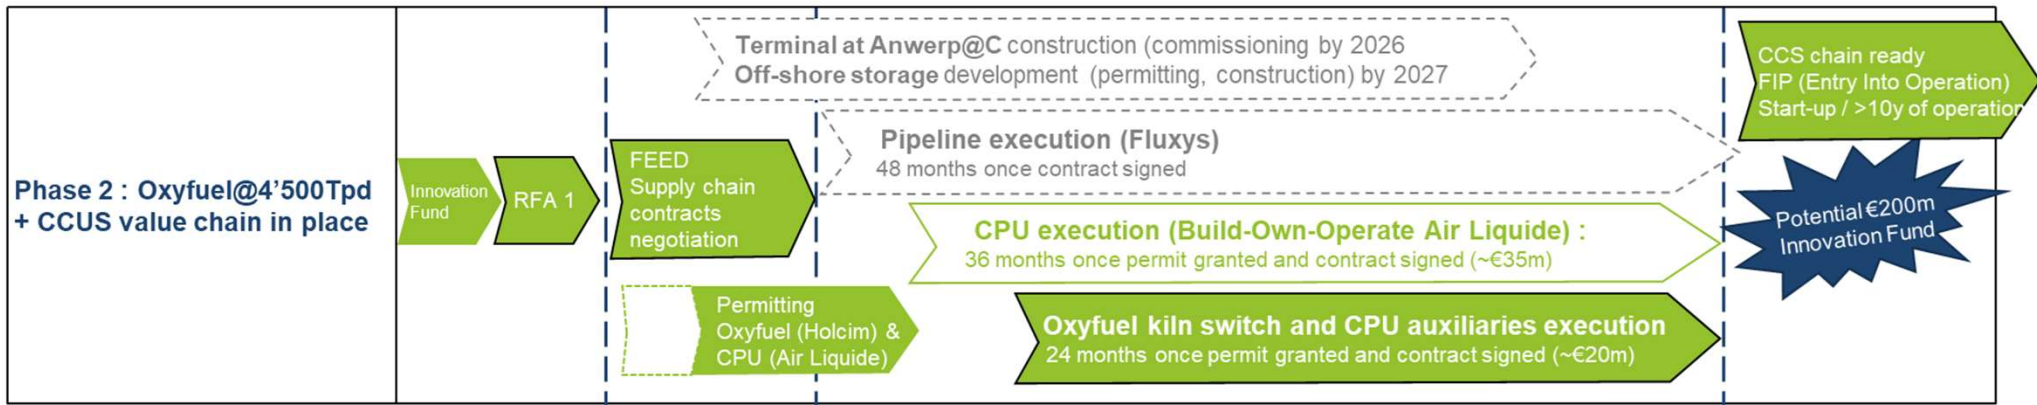 Phase 2 : Oxyfuel@4'500Tpd
+ CCUS value chain in place
Innovation
Fund
RFA 1
FEED
Supply chain
contracts
negotiation
Permitting
Oxyfuel (Holcim) &
CPU (Air Liquide)
Terminal at Anwerp@C construction (commissioning by 2026
Off-shore storage development (permitting, construction) by 2027
Pipeline execution (Fluxys)
48 months once contract signed
CPU execution (Build-Own-Operate Air Liquide) :
36 months once permit granted and contract signed (~€35m)
Oxyfuel kiln switch and CPU auxiliaries execution
24 months once permit granted and contract signed (~€20m)
CCS chain ready
FIP (Entry Into Operation)
Start-up / >10y of operation
Potential €200m
Innovation Fund